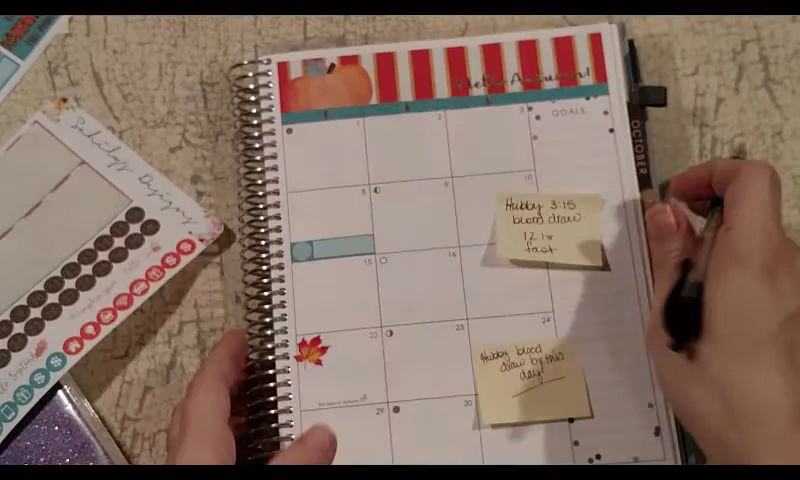 Hello Autumn!
GOALS
OCTOBER
1
2
3
8
9
10
15
16
22
23
24
29
30
Hubby 3:15
blood draw
12 hr
fast
Hubby blood
draw by this
day!